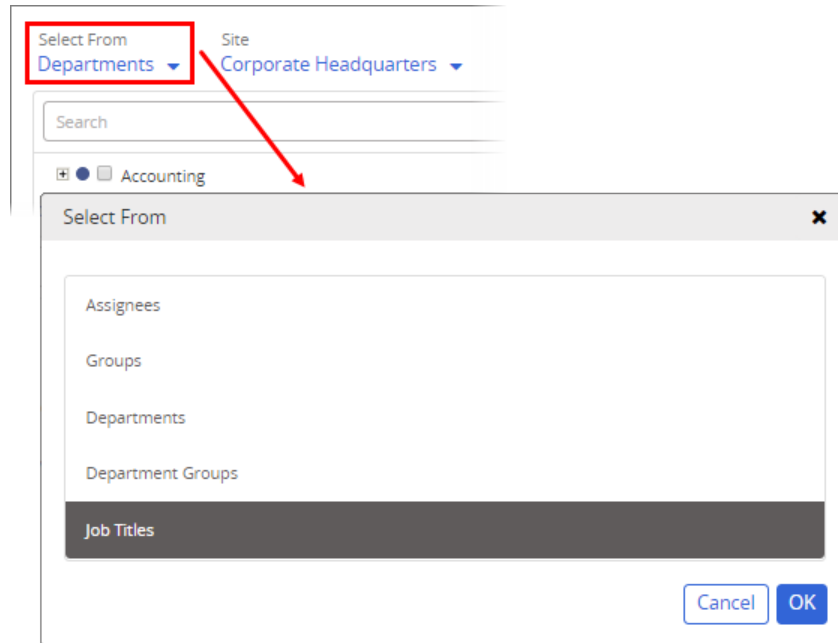 Select From Site
Departments Corporate Headquarters
Search
Accounting
Select From
Assignees
Groups
Departments
Department Groups
Job Titles
Cancel OK